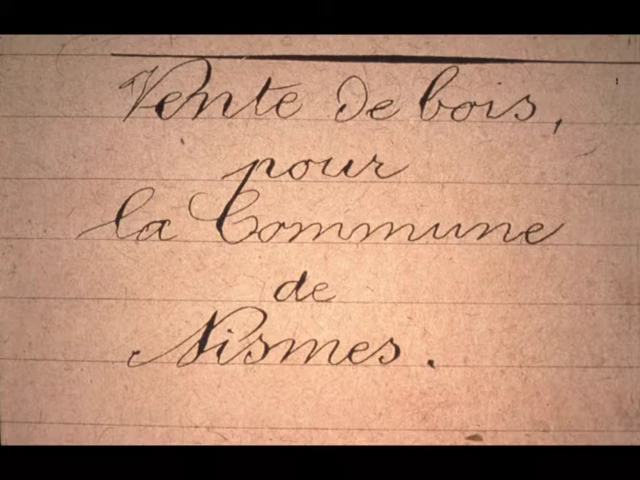 Vente de bois,
pour
la Commune
de
Nismes.